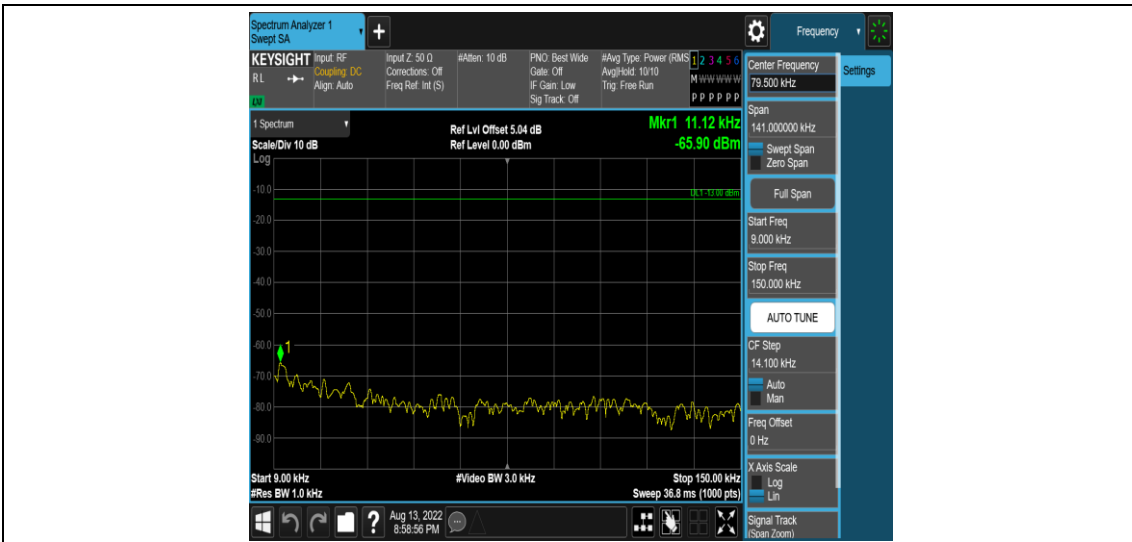 Spectrum Analyzer 1
Swept SA
+
Frequency
KEYSIGHT
RL
LXI
Input: RF
Coupling: DC
Align: Auto
Input Z: 50 Ω
Corrections: Off
Freq Ref: Int (S)
#Atten: 10 dB
PNO: Best Wide
Gate: Off
IF Gain: Low
Sig Track: Off
#Avg Type: Power (RMS
Avg|Hold: 10/10
Trig: Free Run
1 2 3 4 5 6
M W W W W W
P P P P P P
Center Frequency
79.500 kHz
Settings
Span
141.000000 kHz
Swept Span
Zero Span
Full Span
Start Freq
9.000 kHz
Stop Freq
150.000 kHz
AUTO TUNE
CF Step
14.100 kHz
Auto
Man
Freq Offset
0 Hz
X Axis Scale
Log
Lin
Signal Track
(Span Zoom)
1 Spectrum
Scale/Div 10 dB
Ref Lvl Offset 5.04 dB
Ref Level 0.00 dBm
Mkr1 11.12 kHz
-65.90 dBm
Log
DL1 -13.00 dBm
-10.0
-20.0
-30.0
-40.0
-50.0
-60.0
1
-70.0
-80.0
-90.0
Start 9.00 kHz
#Video BW 3.0 kHz
Stop 150.00 kHz
#Res BW 1.0 kHz
Sweep 36.8 ms (1000 pts)
?
Aug 13, 2022
8:58:56 PM